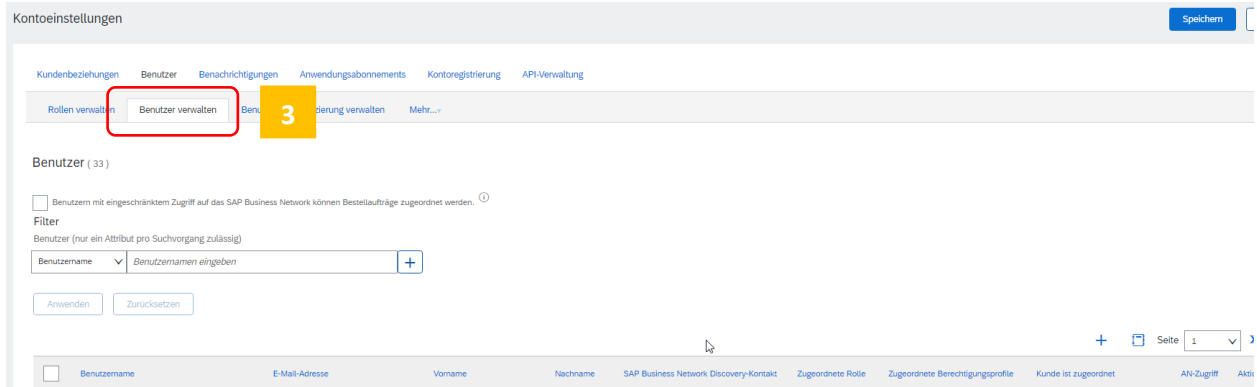 Kontoeinstellungen
Speichern
Kundenbeziehungen Benutzer Benachrichtigungen Anwendungsabonnements Kontoregistrierung API-Verwaltung
Rollen verwalten Benutzer verwalten 3 verwalten Mehr...
Benutzer ( 33 )
Benutzern mit eingeschränktem Zugriff auf das SAP Business Network können Bestellaufträge zugeordnet werden.
Filter
Benutzer (nur ein Attribut pro Suchvorgang zulässig)
Benutzername Benutzernamen eingeben +
Anwenden Zurücksetzen
+ Seite 1
Benutzername E-Mail-Adresse Vorname Nachname SAP Business Network Discovery-Kontakt Zugeordnete Rolle Zugeordnete Berechtigungsprofile Kunde ist zugeordnet AN-Zugriff